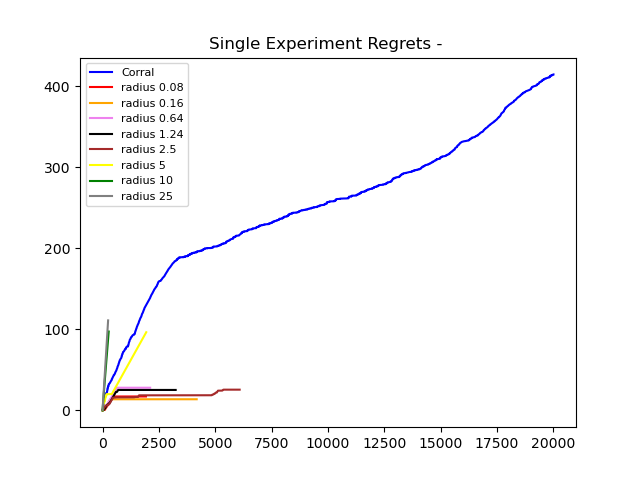 Single Experiment Regrets -
Corral
radius 0.08
radius 0.16
radius 0.64
radius 1.24
radius 2.5
radius 5
radius 10
radius 25
400
300
200
100
0
0 2500 5000 7500 10000 12500 15000 17500 20000